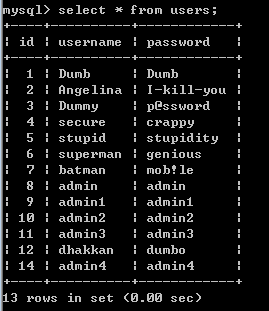 mysql> select * from users;
+----+----------+------------+
| id | username | password   |
+----+----------+------------+
|  1 | Dumb     | Dumb       |
|  2 | Angelina | I-kill-you |
|  3 | Dummy    | p@ssword   |
|  4 | secure   | crappy     |
|  5 | stupid   | stupidity  |
|  6 | superman | genious    |
|  7 | batman   | mob!le     |
|  8 | admin    | admin      |
|  9 | admin1   | admin1     |
| 10 | admin2   | admin2     |
| 11 | admin3   | admin3     |
| 12 | dhakkan  | dumbo      |
| 14 | admin4   | admin4     |
+----+----------+------------+
13 rows in set (0.00 sec)